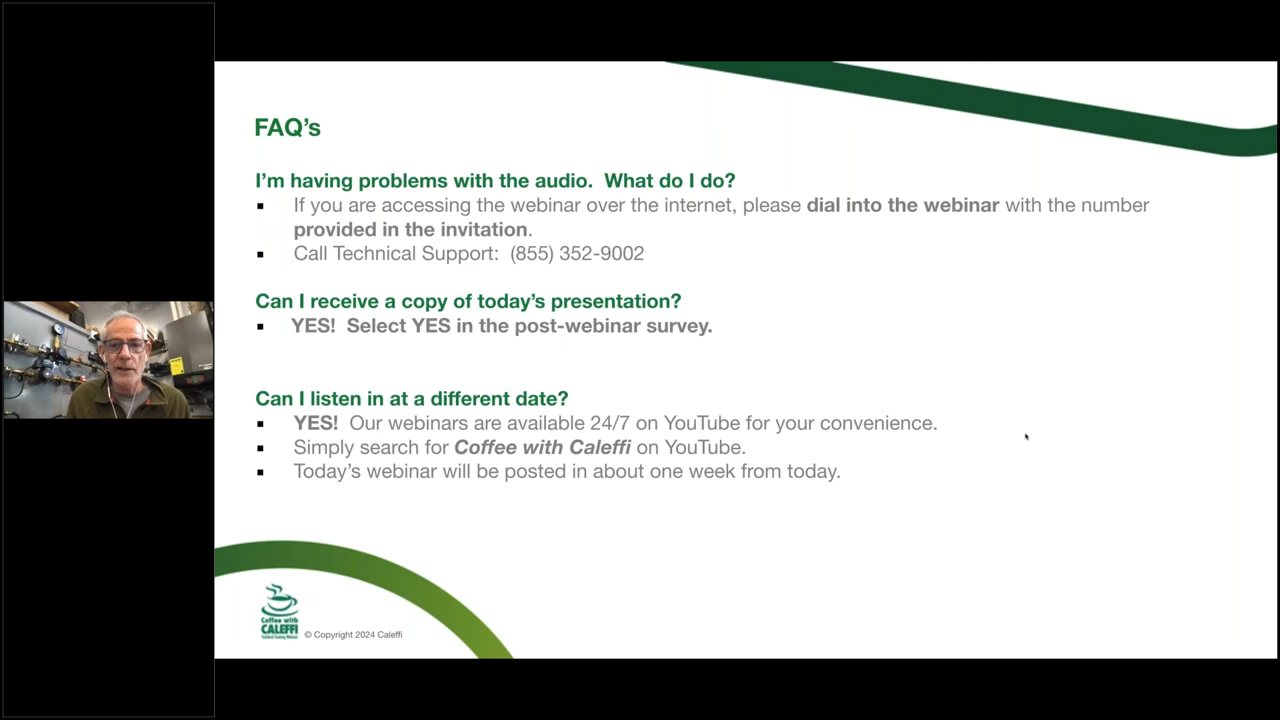 FAQ's
I'm having problems with the audio.  What do I do?
▪ If you are accessing the webinar over the internet, please dial into the webinar with the number
provided in the invitation.
▪ Call Technical Support:  (855) 352-9002
Can I receive a copy of today's presentation?
▪ YES!  Select YES in the post-webinar survey.
Can I listen in at a different date?
▪ YES!  Our webinars are available 24/7 on YouTube for your convenience.
▪ Simply search for Coffee with Caleffi on YouTube.
▪ Today's webinar will be posted in about one week from today.
Coffee with
CALEFFI
© Copyright 2024 Caleffi